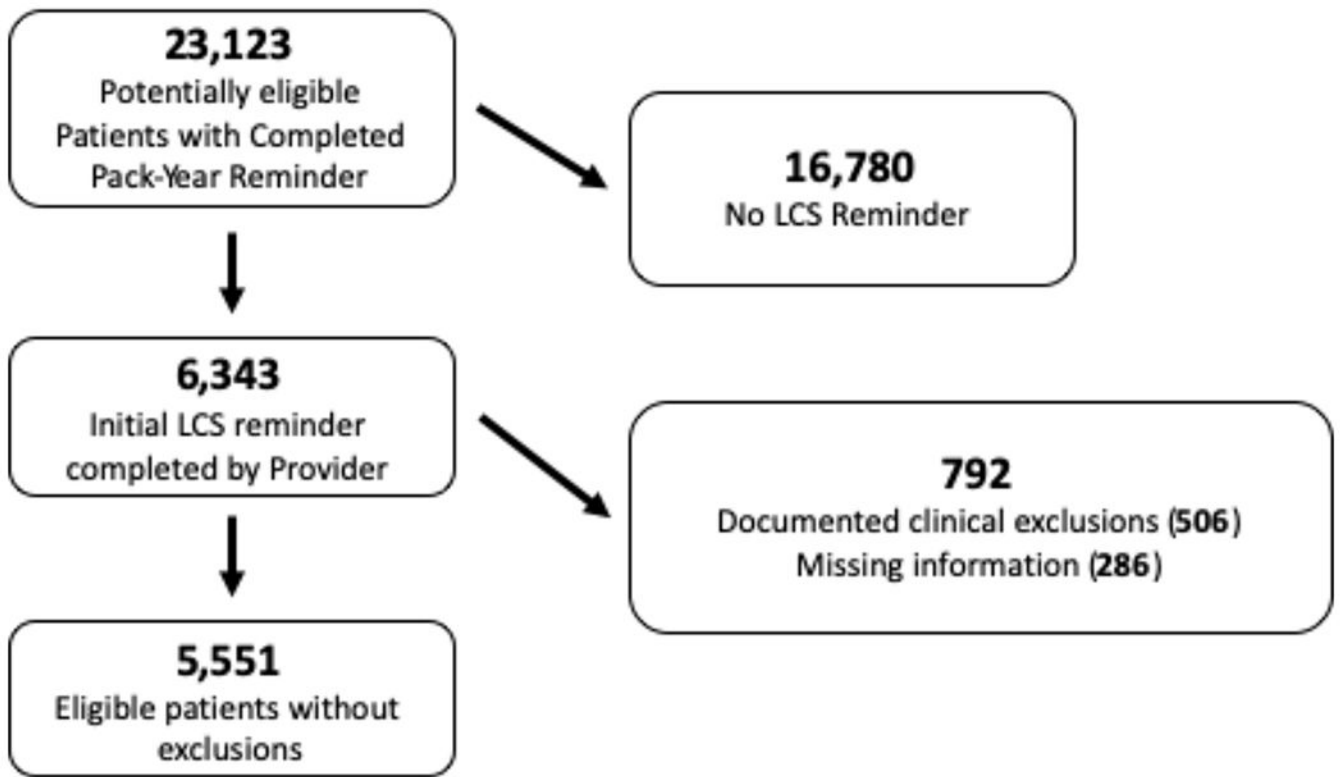 23,123
Potentially eligible
Patients with Completed
Pack-Year Reminder
16,780
No LCS Reminder
6,343
Initial LCS reminder
completed by Provider
792
Documented clinical exclusions (506)
Missing information (286)
5,551
Eligible patients without
exclusions